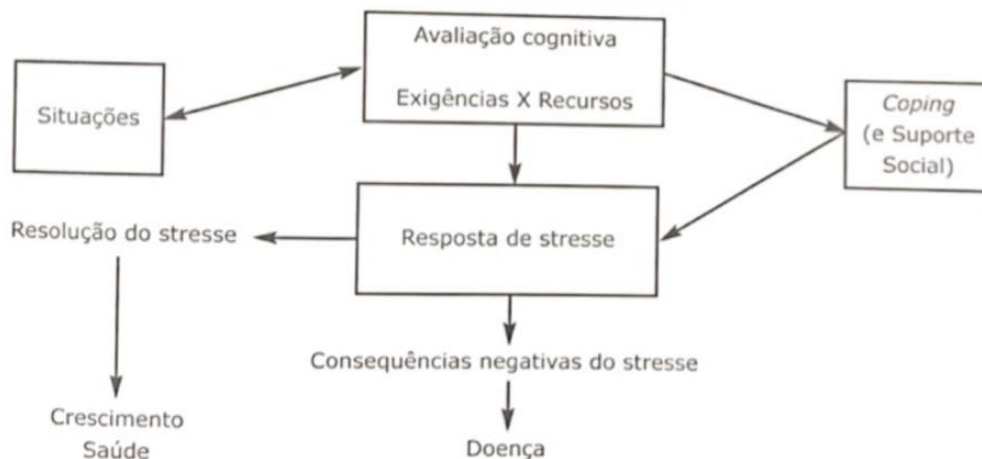 Avaliação cognitiva
Exigências X Recursos
Situações
Coping
(e Suporte
Social)
Resposta de stresse
Resolução do stresse
Consequências negativas do stresse
Crescimento
Saúde
Doença